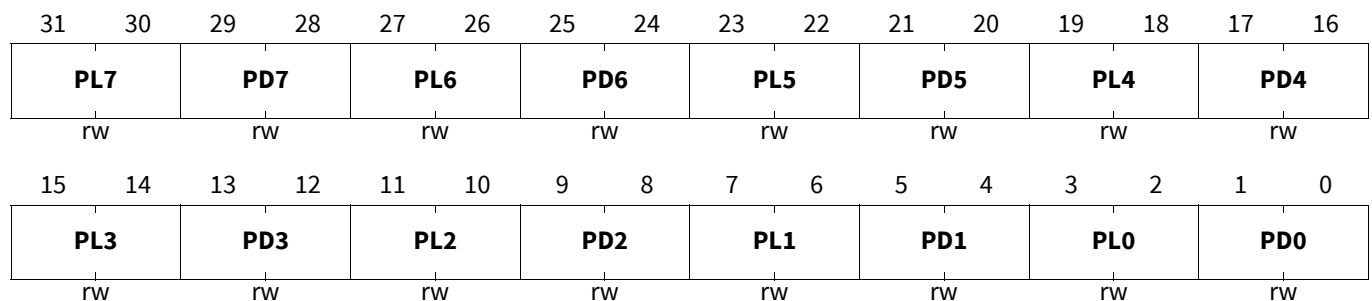 31 30 29 28 27 26 25 24 23 22 21 20 19 18 17 16
PL7 PD7 PL6 PD6 PL5 PD5 PL4 PD4
rw rw rw rw rw rw rw rw
15 14 13 12 11 10 9 8 7 6 5 4 3 2 1 0
PL3 PD3 PL2 PD2 PL1 PD1 PL0 PD0
rw rw rw rw rw rw rw rw